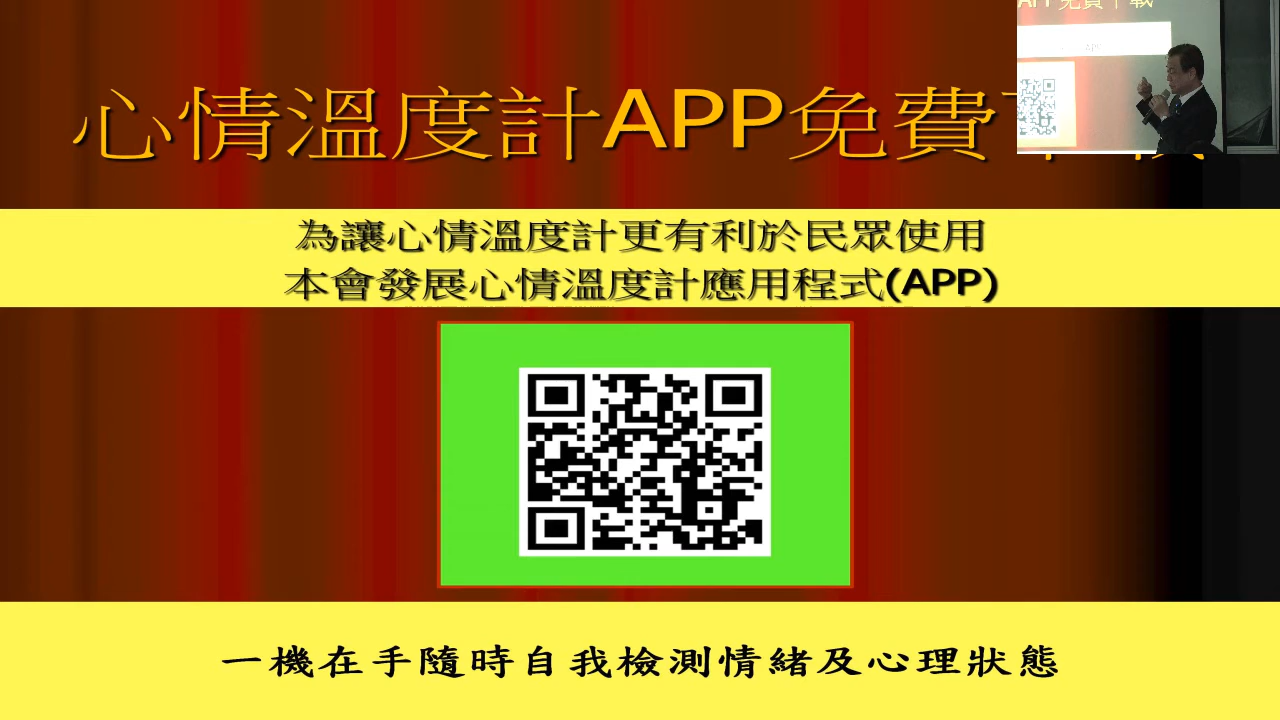 心情溫度計APP免費
為讓心情溫度計更有利於民眾使用
本會發展心情溫度計應用程式(APP)
一機在手隨時自我檢測情緒及心理狀態